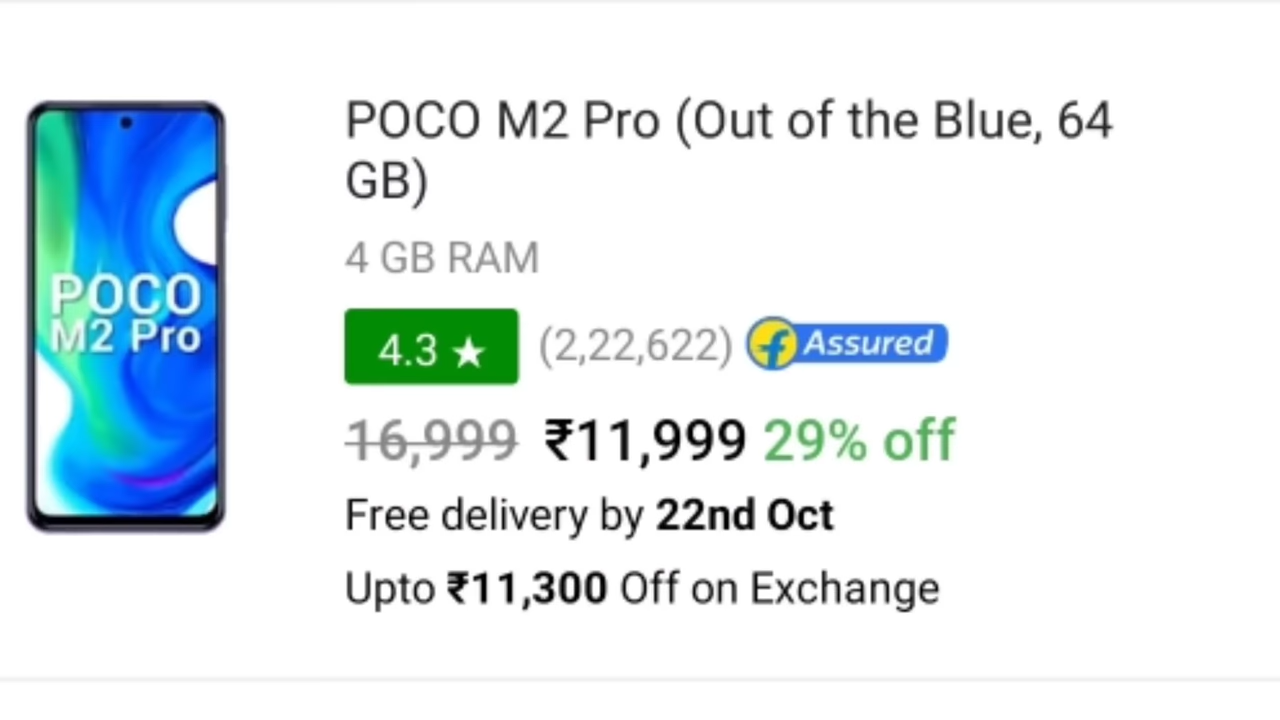 POCO M2 Pro (Out of the Blue, 64
GB)
4 GB RAM
POCO
M2 Pro
4.3 ★ (2,22,622) f Assured
16,999 ₹11,999 29% off
Free delivery by 22nd Oct
Upto ₹11,300 Off on Exchange